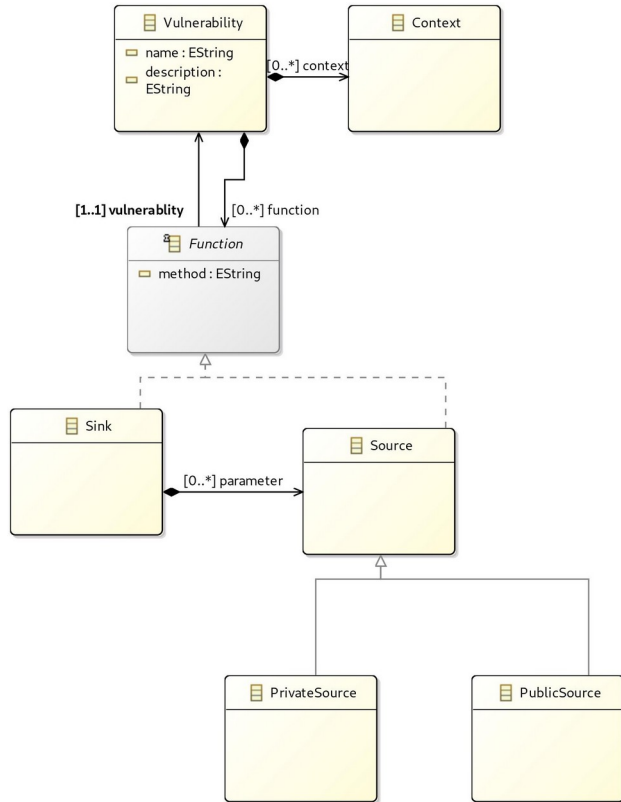 Vulnerability
Context
name : EString
description :
EString
[0..*] context
[1..1] vulnerablity
[0..*] function
Function
method : EString
Sink
Source
[0..*] parameter
PrivateSource
PublicSource